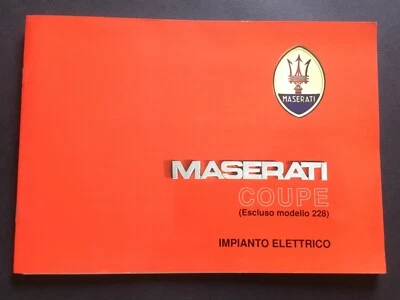 MASERATI
MASERATI
COUPE
(Escluso modello 228)
IMPIANTO ELETTRICO